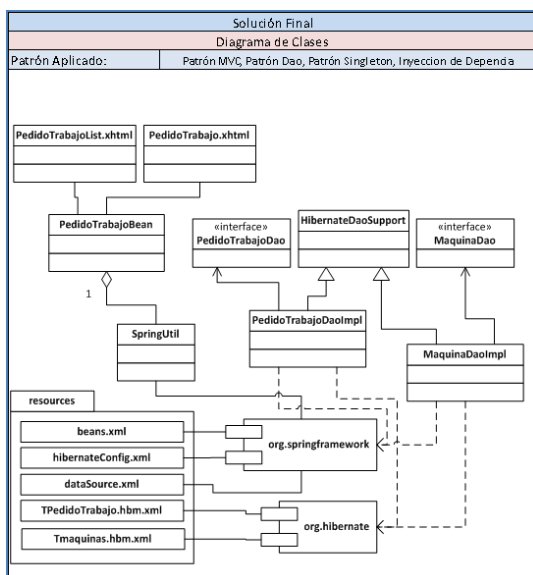 Solución Final
Diagrama de Clases
Patrón Aplicado: Patrón MVC, Patrón Dao, Patrón Singleton, Inyeccion de Depencia
PedidoTrabajoList.xhtml
PedidoTrabajo.xhtml
PedidoTrabajoBean
«interface»
PedidoTrabajoDao
HibernateDaoSupport
«interface»
MaquinaDao
1
SpringUtil
PedidoTrabajoDaoImpl
MaquinaDaoImpl
resources
beans.xml
hibernateConfig.xml
dataSource.xml
TPedidoTrabajo.hbm.xml
Tmaquinas.hbm.xml
org.springframework
org.hibernate